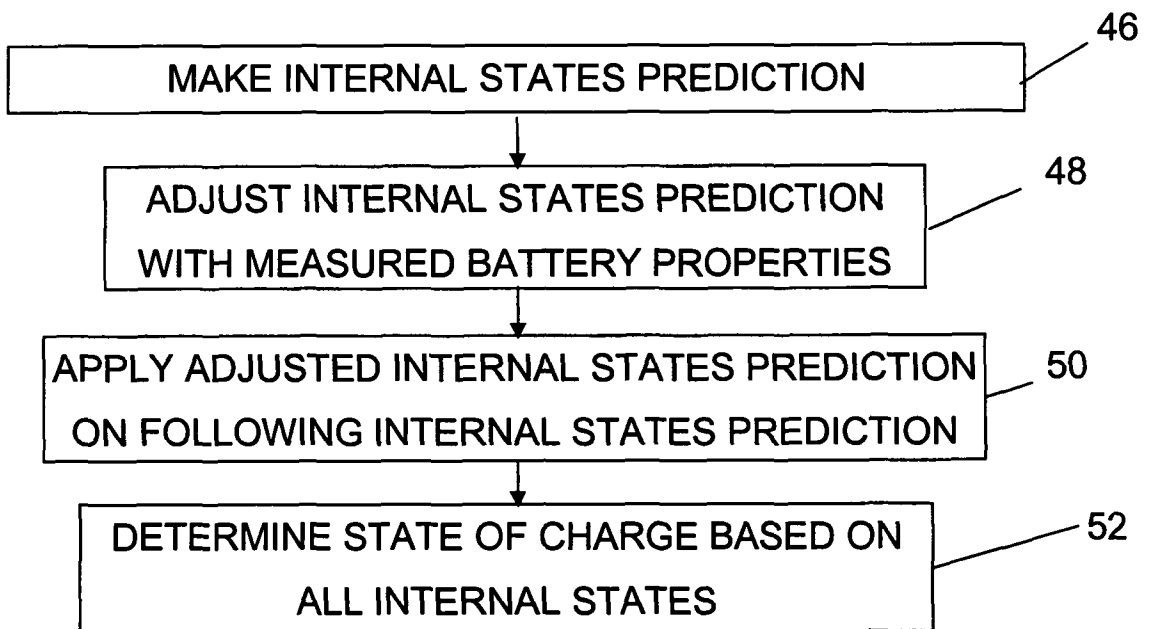 46
MAKE INTERNAL STATES PREDICTION
48
ADJUST INTERNAL STATES PREDICTION
WITH MEASURED BATTERY PROPERTIES
50
APPLY ADJUSTED INTERNAL STATES PREDICTION
ON FOLLOWING INTERNAL STATES PREDICTION
52
DETERMINE STATE OF CHARGE BASED ON
ALL INTERNAL STATES